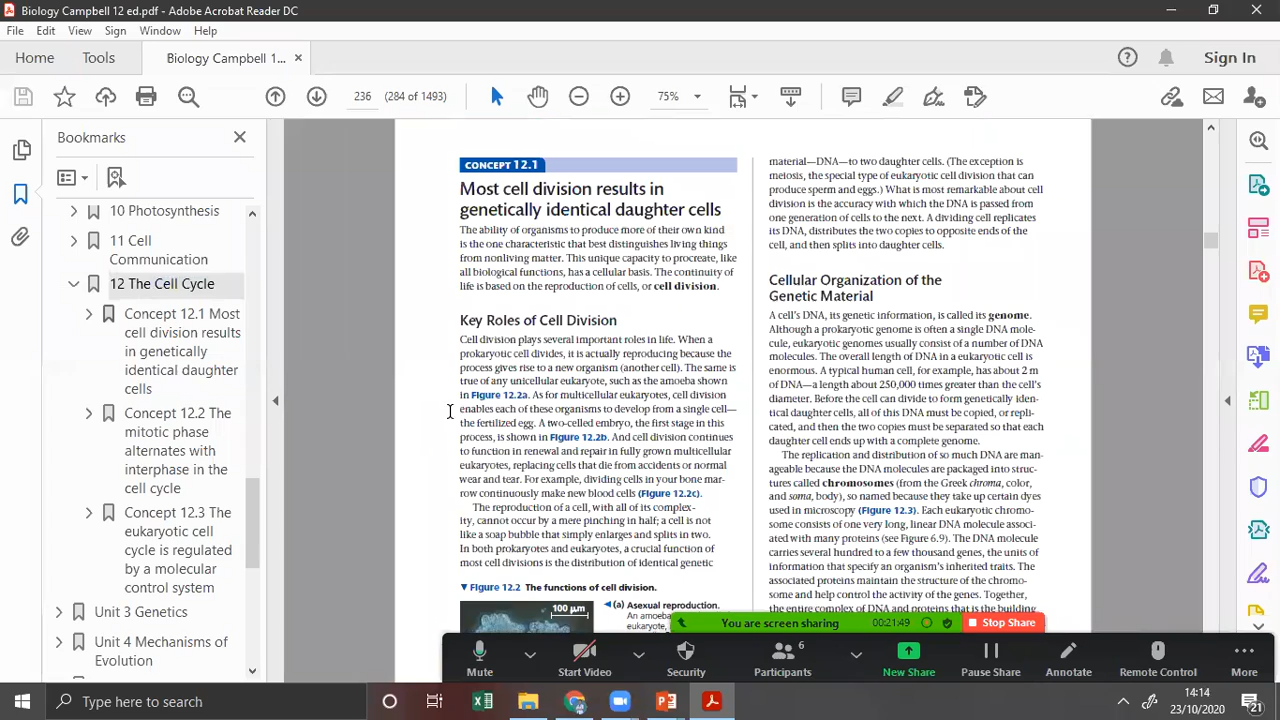 Biology Campbell 12 ed.pdf - Adobe Acrobat Reader DC
File Edit View Sign Window Help
Home Tools Biology Campbell 1... × Sign In
236 (284 of 1493) 75%
Bookmarks
10 Photosynthesis
11 Cell
Communication
12 The Cell Cycle
Concept 12.1 Most
cell division results
in genetically
identical daughter
cells
Concept 12.2 The
mitotic phase
alternates with
interphase in the
cell cycle
Concept 12.3 The
eukaryotic cell
cycle is regulated
by a molecular
control system
Unit 3 Genetics
Unit 4 Mechanisms of
Evolution
CONCEPT 12.1
Most cell division results in
genetically identical daughter cells
The ability of organisms to produce more of their own kind
is the one characteristic that best distinguishes living things
from nonliving matter. This unique capacity to procreate, like
all biological functions, has a cellular basis. The continuity of
life is based on the reproduction of cells, or cell division.
Key Roles of Cell Division
Cell division plays several important roles in life. When a
prokaryotic cell divides, it is actually reproducing because the
process gives rise to a new organism (another cell). The same is
true of any unicellular eukaryote, such as the amoeba shown
in Figure 12.2a. As for multicellular eukaryotes, cell division
enables each of these organisms to develop from a single cell—
the fertilized egg. A two-celled embryo, the first stage in this
process, is shown in Figure 12.2b. And cell division continues
to function in renewal and repair in fully grown multicellular
eukaryotes, replacing cells that die from accidents or normal
wear and tear. For example, dividing cells in your bone mar-
row continuously make new blood cells (Figure 12.2c).
The reproduction of a cell, with all of its complex-
ity, cannot occur by a mere pinching in half; a cell is not
like a soap bubble that simply enlarges and splits in two.
In both prokaryotes and eukaryotes, a crucial function of
most cell divisions is the distribution of identical genetic
▼ Figure 12.2 The functions of cell division.
100 µm
◄ (a) Asexual reproduction.
An amoeba
eukaryote,
material—DNA—to two daughter cells. (The exception is
meiosis, the special type of eukaryotic cell division that can
produce sperm and eggs.) What is most remarkable about cell
division is the accuracy with which the DNA is passed from
one generation of cells to the next. A dividing cell replicates
its DNA, distributes the two copies to opposite ends of the
cell, and then splits into daughter cells.
Cellular Organization of the
Genetic Material
A cell's DNA, its genetic information, is called its genome.
Although a prokaryotic genome is often a single DNA mole-
cule, eukaryotic genomes usually consist of a number of DNA
molecules. The overall length of DNA in a eukaryotic cell is
enormous. A typical human cell, for example, has about 2 m
of DNA—a length about 250,000 times greater than the cell's
diameter. Before the cell can divide to form genetically iden-
tical daughter cells, all of this DNA must be copied, or repli-
cated, and then the two copies must be separated so that each
daughter cell ends up with a complete genome.
The replication and distribution of so much DNA are man-
ageable because the DNA molecules are packaged into struc-
tures called chromosomes (from the Greek chroma, color,
and soma, body), so named because they take up certain dyes
used in microscopy (Figure 12.3). Each eukaryotic chromo-
some consists of one very long, linear DNA molecule associ-
ated with many proteins (see Figure 6.9). The DNA molecule
carries several hundred to a few thousand genes, the units of
information that specify an organism's inherited traits. The
associated proteins maintain the structure of the chromo-
some and help control the activity of the genes. Together,
the entire complex of DNA and proteins that is the building
You are screen sharing 00:21:49 Stop Share
6
Mute Start Video Security Participants New Share Pause Share Annotate Remote Control More
Type here to search
14:14
23/10/2020
21